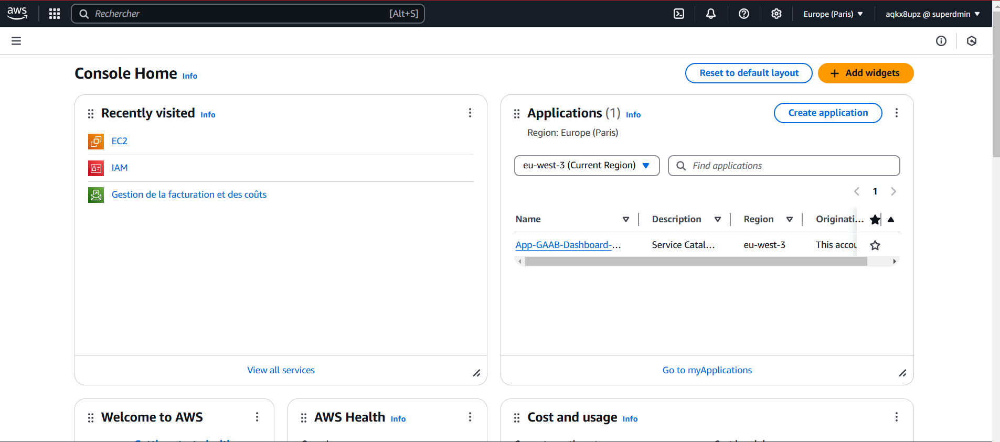 aws
Rechercher [Alt+S]
Europe (Paris)
aqkx8upz @ superdmin
Console Home Info
Reset to default layout
Add widgets
Recently visited Info
EC2
IAM
Gestion de la facturation et des coûts
View all services
Applications (1) Info
Create application
Region: Europe (Paris)
eu-west-3 (Current Region)
Find applications
1
Name Description Region Originati...
App-GAAB-Dashboard-... Service Catal... eu-west-3 This accou
Go to myApplications
Welcome to AWS
AWS Health Info
Cost and usage Info